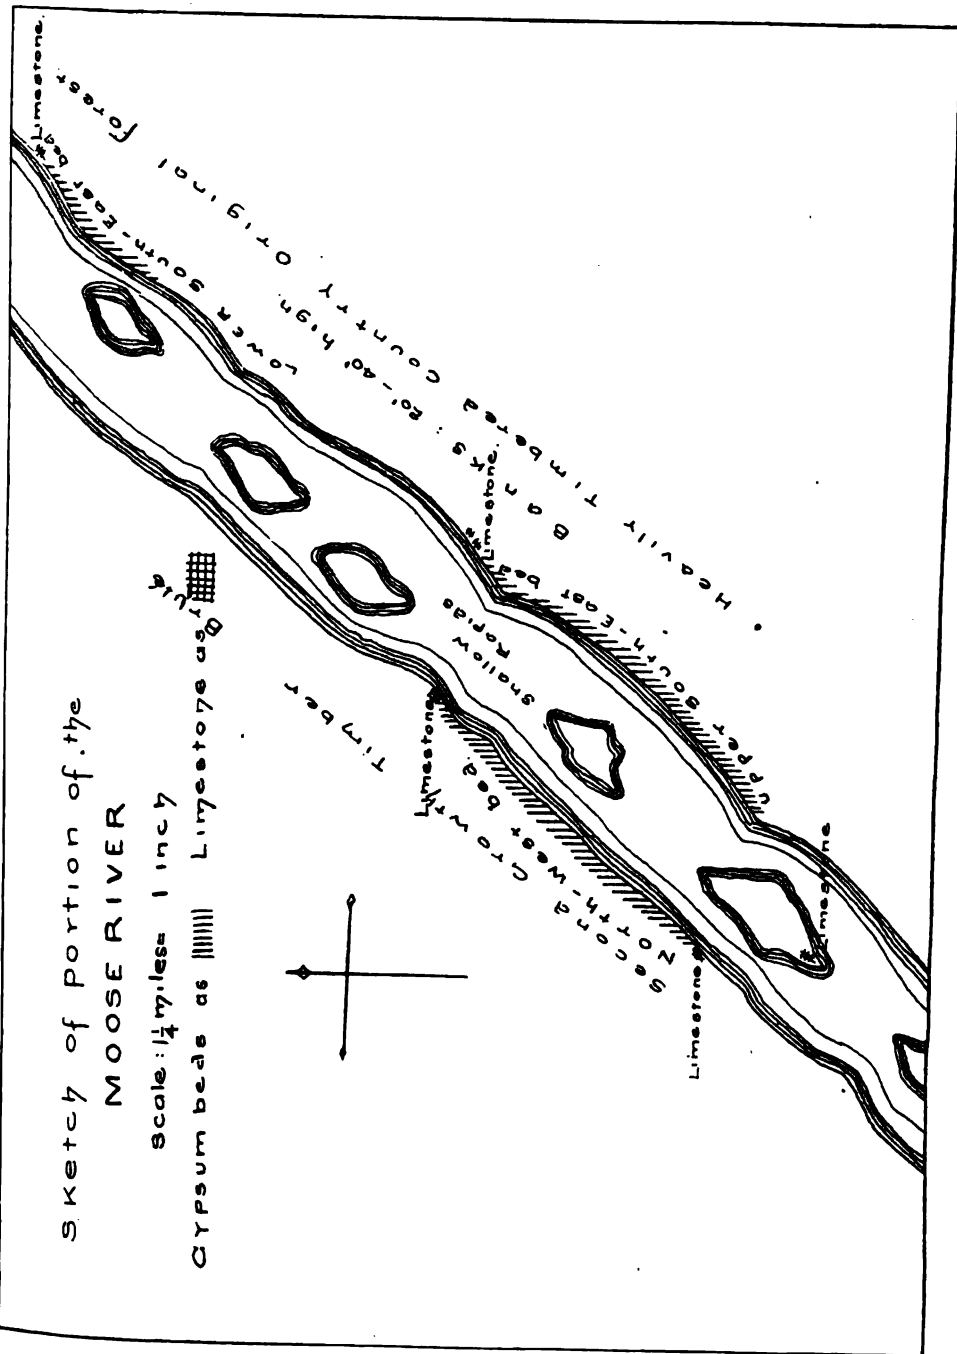 Sketch of Portion of the
MOOSE RIVER
Scale: 1¼ miles = 1 inch
Gypsum beds as Limestone as
Brule
Second Growth Timber
North-West bed.
Limestone
Limestone
Shallow
Rapids
Limestone.
LOWER South-East bed
Banks: 20'-40' high.
Heavily Timbered Country Original Forest
Limestone.
Upper South-East bed
Limestone